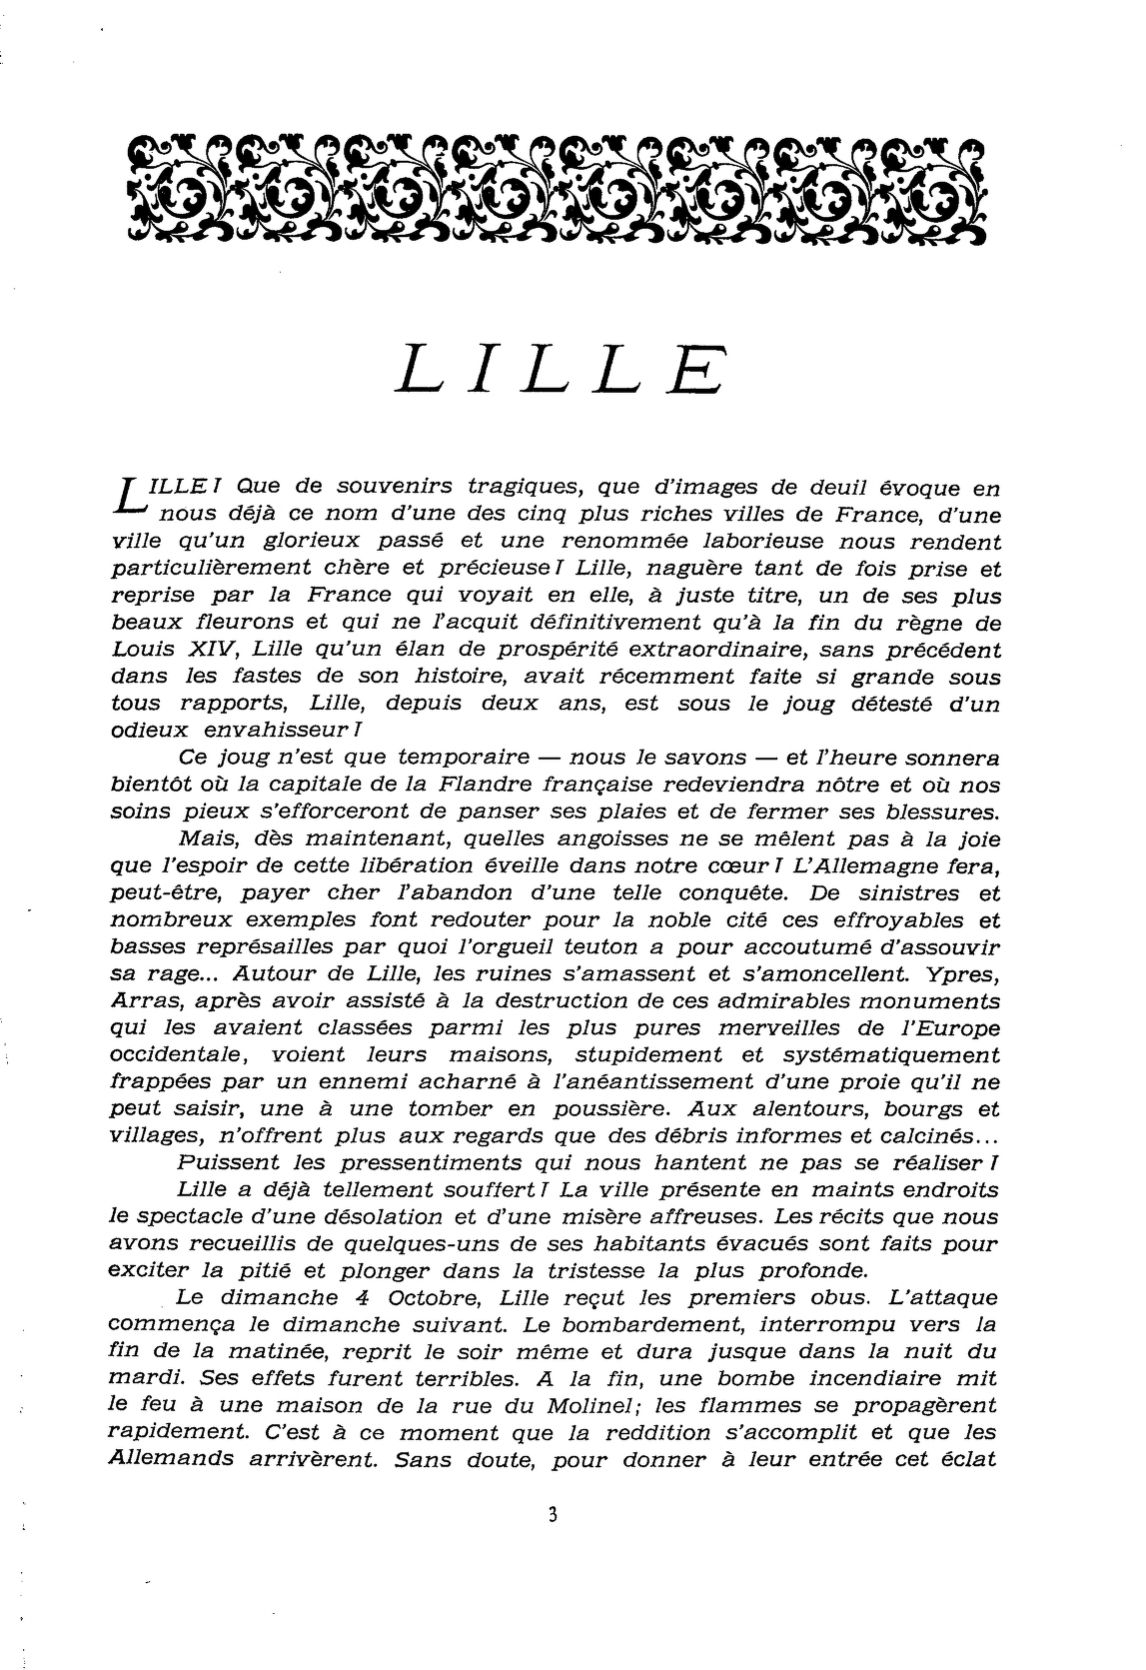 LILLE
LILLE! Que de souvenirs tragiques, que d'images de deuil évoque en
nous déjà ce nom d'une des cinq plus riches villes de France, d'une
ville qu'un glorieux passé et une renommée laborieuse nous rendent
particulièrement chère et précieuse! Lille, naguère tant de fois prise et
reprise par la France qui voyait en elle, à juste titre, un de ses plus
beaux fleurons et qui ne l'acquit définitivement qu'à la fin du règne de
Louis XIV, Lille qu'un élan de prospérité extraordinaire, sans précédent
dans les fastes de son histoire, avait récemment faite si grande sous
tous rapports, Lille, depuis deux ans, est sous le joug détesté d'un
odieux envahisseur!
Ce joug n'est que temporaire — nous le savons — et l'heure sonnera
bientôt où la capitale de la Flandre française redeviendra nôtre et où nos
soins pieux s'efforceront de panser ses plaies et de fermer ses blessures.
Mais, dès maintenant, quelles angoisses ne se mêlent pas à la joie
que l'espoir de cette libération éveille dans notre cœur! L'Allemagne fera,
peut-être, payer cher l'abandon d'une telle conquête. De sinistres et
nombreux exemples font redouter pour la noble cité ces effroyables et
basses représailles par quoi l'orgueil teuton a pour accoutumé d'assouvir
sa rage... Autour de Lille, les ruines s'amassent et s'amoncellent. Ypres,
Arras, après avoir assisté à la destruction de ces admirables monuments
qui les avaient classées parmi les plus pures merveilles de l'Europe
occidentale, voient leurs maisons, stupidement et systématiquement
frappées par un ennemi acharné à l'anéantissement d'une proie qu'il ne
peut saisir, une à une tomber en poussière. Aux alentours, bourgs et
villages, n'offrent plus aux regards que des débris informes et calcinés...
Puissent les pressentiments qui nous hantent ne pas se réaliser!
Lille a déjà tellement souffert! La ville présente en maints endroits
le spectacle d'une désolation et d'une misère affreuses. Les récits que nous
avons recueillis de quelques-uns de ses habitants évacués sont faits pour
exciter la pitié et plonger dans la tristesse la plus profonde.
Le dimanche 4 Octobre, Lille reçut les premiers obus. L'attaque
commença le dimanche suivant. Le bombardement, interrompu vers la
fin de la matinée, reprit le soir même et dura jusque dans la nuit du
mardi. Ses effets furent terribles. A la fin, une bombe incendiaire mit
le feu à une maison de la rue du Molinel; les flammes se propagèrent
rapidement. C'est à ce moment que la reddition s'accomplit et que les
Allemands arrivèrent. Sans doute, pour donner à leur entrée cet éclat
3